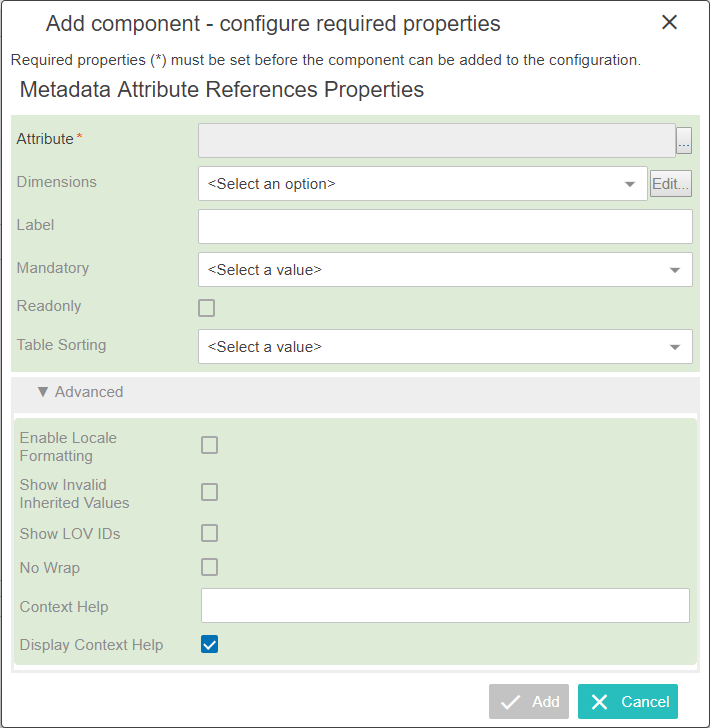 Add component - configure required properties
Required properties (*) must be set before the component can be added to the configuration.
Metadata Attribute References Properties
Attribute*
...
Dimensions
<Select an option>
Edit...
Label
Mandatory
<Select a value>
Readonly
Table Sorting
<Select a value>
▼ Advanced
Enable Locale
Formatting
Show Invalid
Inherited Values
Show LOV IDs
No Wrap
Context Help
Display Context Help
Add
Cancel